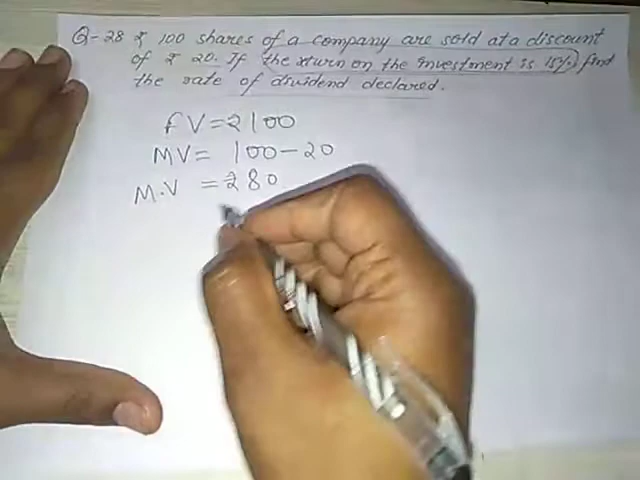 Q-28 ₹ 100 shares of a company are sold at a discount
of ₹ 20. If the return on the investment is 15%, find
the rate of dividend declared.
FV=₹100
MV= 100-20
M.V =₹80